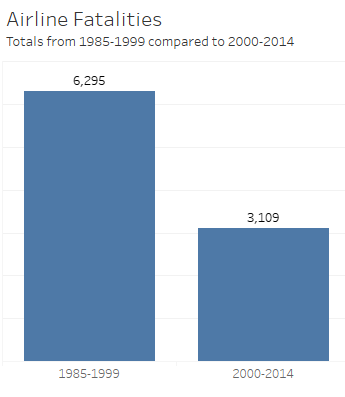 Airline Fatalities
Totals from 1985-1999 compared to 2000-2014
6,295
3,109
1985-1999
2000-2014